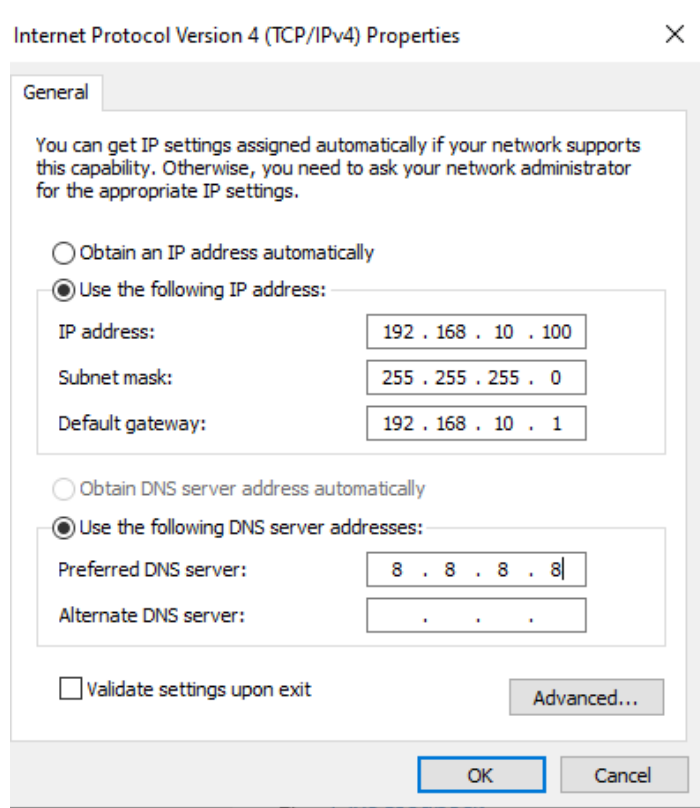 Internet Protocol Version 4 (TCP/IPv4) Properties
General
You can get IP settings assigned automatically if your network supports
this capability. Otherwise, you need to ask your network administrator
for the appropriate IP settings.
Obtain an IP address automatically
Use the following IP address:
IP address: 192 . 168 . 10 . 100
Subnet mask: 255 . 255 . 255 . 0
Default gateway: 192 . 168 . 10 . 1
Obtain DNS server address automatically
Use the following DNS server addresses:
Preferred DNS server: 8 . 8 . 8 . 8
Alternate DNS server: . . .
Validate settings upon exit
Advanced...
OK Cancel